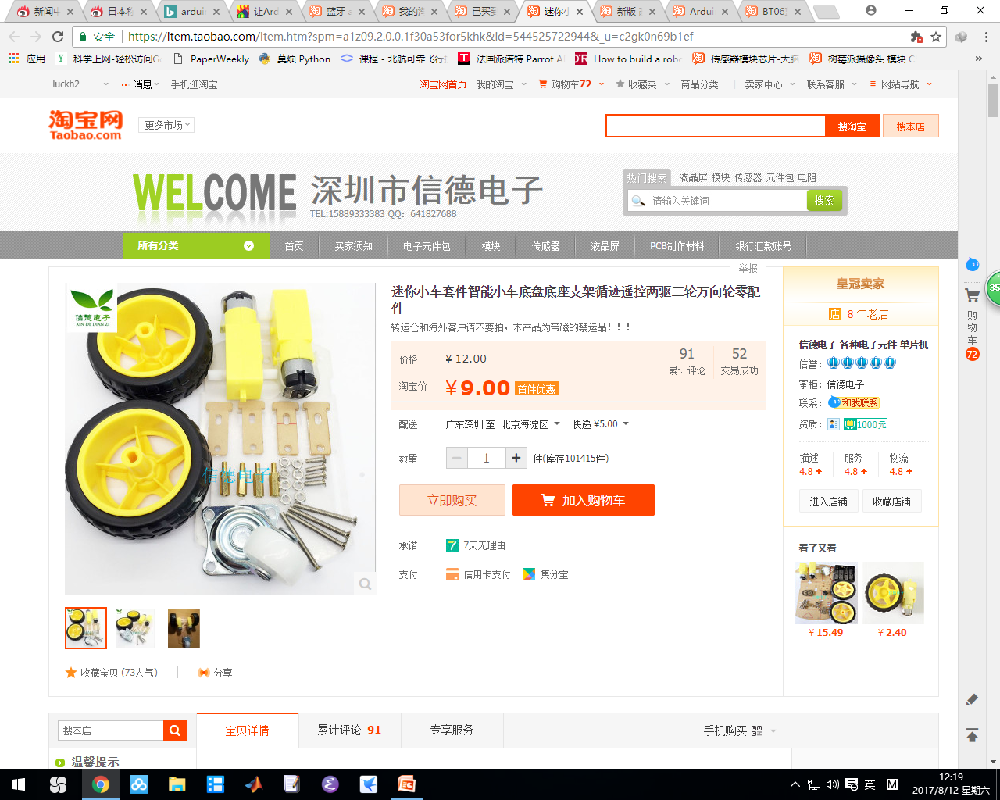 新闻中
日本称
arduin
让Ard
蓝牙 a
我的淘
已买到
迷你小
新版 a
Ardui
BT06
安全 https://item.taobao.com/item.htm?spm=a1z09.2.0.0.1f30a53for5khk&id=544525722944&_u=c2gk0n69b1ef
应用
科学上网-轻松访问Go
PaperWeekly
莫烦 Python
课程 - 北航可靠飞行
法国派诺特 Parrot A
How to build a rob
传感器模块芯片-大脑
树莓派摄像头 模块 C
»
luckh2 消息 手机逛淘宝
淘宝网首页 我的淘宝 购物车72 收藏夹 商品分类 卖家中心 联系客服 网站导航
淘宝网
Taobao.com
更多市场
搜淘宝 搜本店
WELCOME 深圳市信德电子
TEL:15889333383 QQ: 641827688
热门搜索 液晶屏 模块 传感器 元件包 电阻
请输入关键词 搜索
所有分类 首页 买家须知 电子元件包 模块 传感器 液晶屏 PCB制作材料 银行汇款账号
举报
信德电子
XIN DE DIAN ZI
信德电子
迷你小车套件智能小车底盘底座支架循迹遥控两驱三轮万向轮零配
件
转运仓和海外客户请不要拍，本产品为带磁的禁运品！！！
价格 ¥ 12.00
淘宝价 ¥9.00 首件优惠
91
累计评论
52
交易成功
配送 广东深圳 至 北京海淀区 快递 ¥5.00
数量 1 件(库存101415件)
立即购买 加入购物车
承诺 7天无理由
支付 信用卡支付 集分宝
收藏宝贝 (73人气) 分享
皇冠卖家
店 8 年老店
信德电子 各种电子元件 单片机
信誉：
掌柜：信德电子
联系：和我联系
资质：1000元
描述 服务 物流
4.8 4.8 4.8
进入店铺 收藏店铺
看了又看
¥ 15.49 ¥ 2.40
购物车
72
35
搜本店
宝贝详情 累计评论 91 专享服务 手机购买
温馨提示
英 M
12:19
2017/8/12 星期六